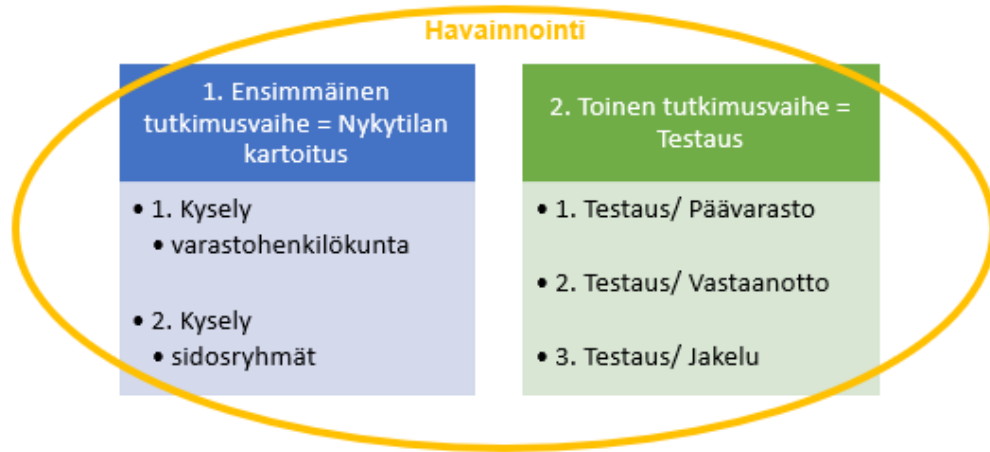 Havainnointi
1. Ensimmäinen
tutkimusvaihe = Nykytilan
kartoitus
• 1. Kysely
• varastohenkilökunta
• 2. Kysely
• sidosryhmät
2. Toinen tutkimusvaihe =
Testaus
• 1. Testaus/ Päävarasto
• 2. Testaus/ Vastaanotto
• 3. Testaus/ Jakelu